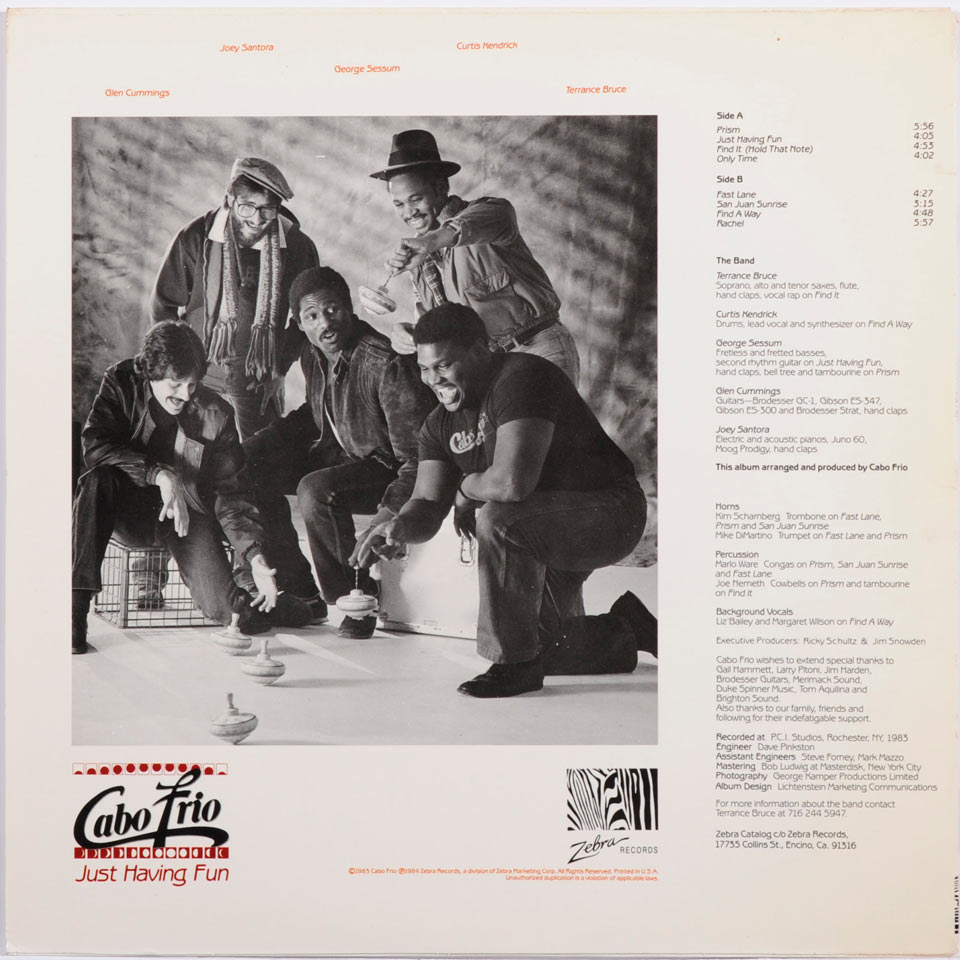 Joey Santora
Curtis Kendrick
George Sessum
Glen Cummings
Terrance Bruce
Side A
Prism 5:56
Just Having Fun 4:05
Find It (Hold That Note) 4:53
Only Time 4:02
Side B
Fast Lane 4:27
San Juan Sunrise 3:15
Find A Way 4:48
Rachel 5:57
The Band
Terrance Bruce
Soprano, alto and tenor saxes, flute,
hand claps, vocal rap on Find It
Curtis Kendrick
Drums, lead vocal and synthesizer on Find A Way
George Sessum
Fretless and fretted basses,
second rhythm guitar on Just Having Fun,
hand claps, bell tree and tambourine on Prism
Glen Cummings
Guitars—Brodesser GC-1, Gibson ES-347,
Gibson ES-300 and Brodesser Strat, hand claps
Joey Santora
Electric and acoustic pianos, Juno 60,
Moog Prodigy, hand claps
This album arranged and produced by Cabo Frio
Horns
Kim Scharnberg Trombone on Fast Lane,
Prism and San Juan Sunrise
Mike DiMartino Trumpet on Fast Lane and Prism
Percussion
Marlo Ware Congas on Prism, San Juan Sunrise
and Fast Lane
Joe Nemeth Cowbells on Prism and tambourine
on Find It
Background Vocals
Liz Bailey and Margaret Wilson on Find A Way
Executive Producers: Ricky Schultz & Jim Snowden
Cabo Frio wishes to extend special thanks to
Gail Hammett, Larry Pitoni, Jim Harden,
Brodesser Guitars, Merimack Sound,
Duke Spinner Music, Tom Aquilina and
Brighton Sound.
Also thanks to our family, friends and
following for their indefatigable support.
Recorded at P.C.I. Studios, Rochester, NY, 1983
Engineer Dave Pinkston
Assistant Engineers Steve Forney, Mark Mazzo
Mastering Bob Ludwig at Masterdisk, New York City
Photography George Kamper Productions Limited
Album Design Lichtenstein Marketing Communications
For more information about the band contact
Terrance Bruce at 716 244 5947.
Zebra Catalog c/o Zebra Records,
17735 Collins St., Encino, Ca. 91316
Cabo Frio
Just Having Fun
Zebra RECORDS
©1983 Cabo Frio ℗1984 Zebra Records, a division of Zebra Marketing Corp. All Rights Reserved. Printed in U.S.A.
Unauthorized duplication is a violation of applicable laws.